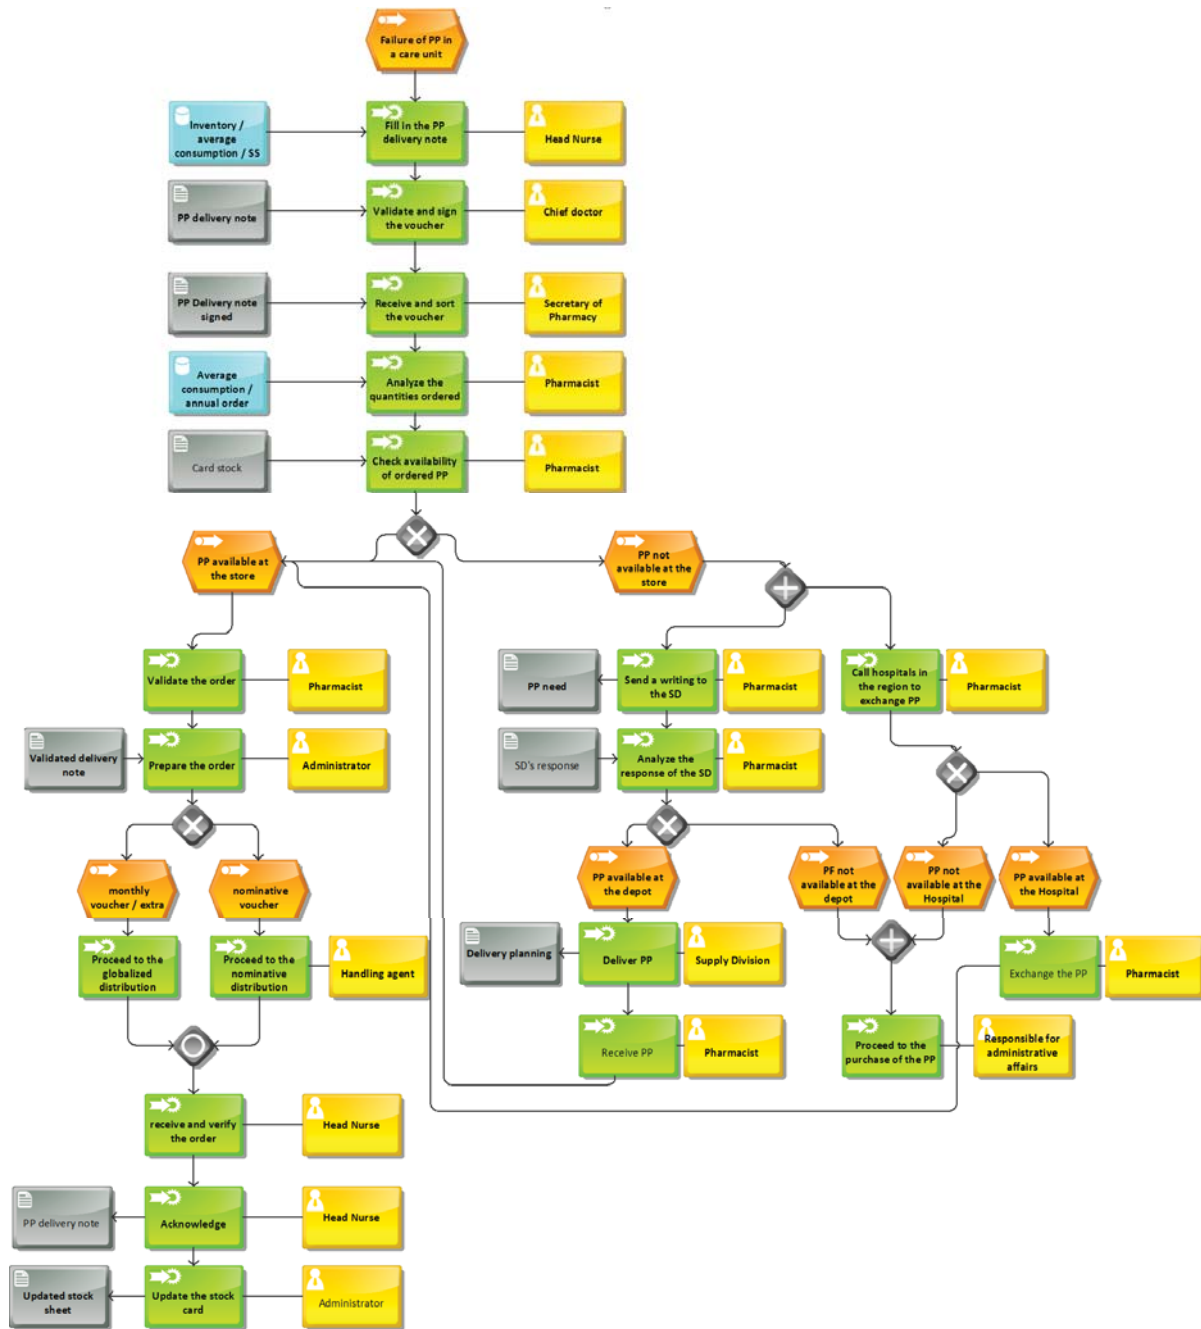 Failure of PP in
a care unit
Inventory /
average
consumption / SS
Fill In the PP
delivery note
Head Nurse
PP delivery note
Validate and sign
the voucher
Chief doctor
PP Delivery note
signed
Receive and sort
the voucher
Secretary of
Pharmacy
Average
consumption /
annual order
Analyze the
quantities ordered
Pharmacist
Card stock
Check availability
of ordered PP
Pharmacist
PP available at
the store
PP not
available at the
store
Validate the order
Pharmacist
PP need
Send a writing to
the SD
Pharmacist
Call hospitals in
the region to
exchange PP
Pharmacist
Validated delivery
note
Prepare the order
Administrator
SD's response
Analyze the
response of the SD
Pharmacist
monthly
voucher / extra
nominative
voucher
PP available at
the depot
PF not
available at the
depot
PP not
available at the
Hospital
PP available at
the Hospital
Proceed to the
globalized
distribution
Proceed to the
nominative
distribution
Handling agent
Delivery planning
Deliver PP
Supply Division
Exchange the PP
Pharmacist
Receive PP
Pharmacist
Proceed to the
purchase of the PP
Responsible for
administrative
affairs
receive and verify
the order
Head Nurse
PP delivery note
Acknowledge
Head Nurse
Updated stock
sheet
Update the stock
card
Administrator